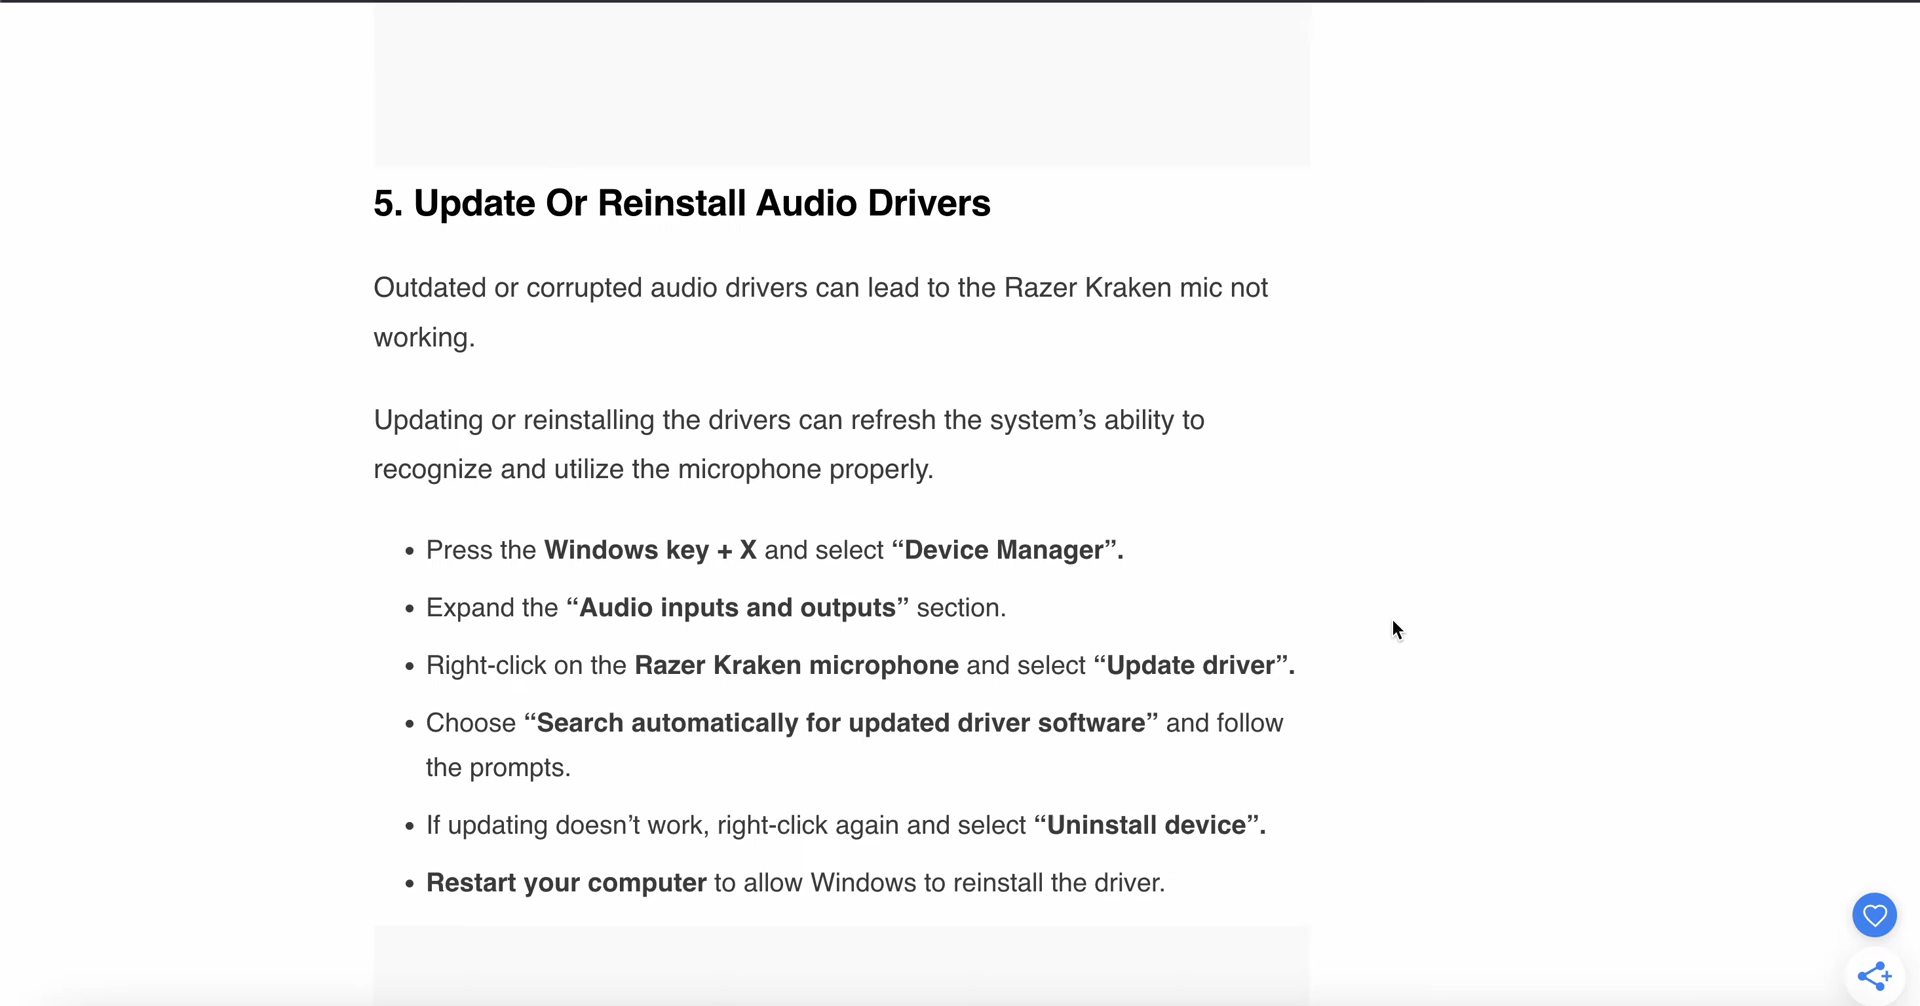 5. Update Or Reinstall Audio Drivers
Outdated or corrupted audio drivers can lead to the Razer Kraken mic not
working.
Updating or reinstalling the drivers can refresh the system’s ability to
recognize and utilize the microphone properly.
• Press the Windows key + X and select “Device Manager”.
• Expand the “Audio inputs and outputs” section.
• Right-click on the Razer Kraken microphone and select “Update driver”.
• Choose “Search automatically for updated driver software” and follow
the prompts.
• If updating doesn’t work, right-click again and select “Uninstall device”.
• Restart your computer to allow Windows to reinstall the driver.